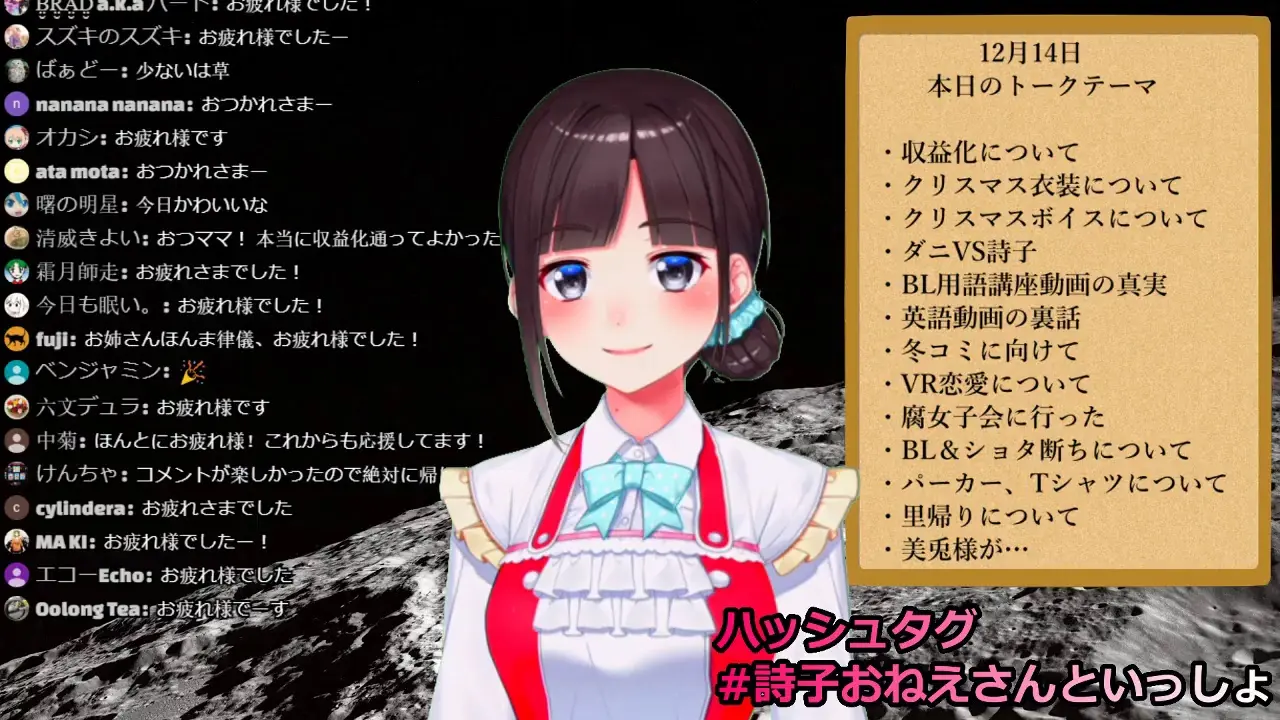 BRAD a.k.a バード: お疲れ様でした！
スズキのスズキ: お疲れ様でしたー
ばぁどー: 少ないは草
nanana nanana: おつかれさまー
オカシ: お疲れ様です
ata mota: おつかれさまー
曙の明星: 今日かわいいな
清威きよい: おつママ！ 本当に収益化通ってよかった
霜月師走: お疲れさまでした！
今日も眠い。: お疲れ様でした！
fuji: お姉さんほんま律儀、お疲れ様でした！
ベンジャミン: 🎉
六文デュラ: お疲れ様です
中菊: ほんとにお疲れ様！これからも応援してます！
けんちゃ: コメントが楽しかったので絶対に帰
cylindera: お疲れさまでした
MA KI: お疲れ様でしたー！
エコーEcho: お疲れ様でした
Oolong Tea: お疲れ様でーす
12月14日
本日のトークテーマ
・収益化について
・クリスマス衣装について
・クリスマスボイスについて
・ダニVS詩子
・BL用語講座動画の真実
・英語動画の裏話
・冬コミに向けて
・VR恋愛について
・腐女子会に行った
・BL＆ショタ断ちについて
・パーカー、Tシャツについて
・里帰りについて
・美兎様が…
ハッシュタグ
#詩子おねえさんといっしょ